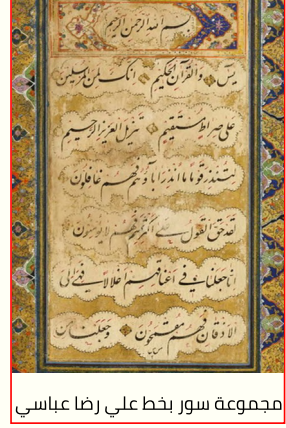 بسم الله الرحمن الرحيم
يس والقرآن الحكيم انك لمن المرسلين
على صراط مستقيم تنزيل العزيز الرحيم
لتنذر قوما ما انذر اباؤهم فهم غافلون
لقد حق القول على اكثرهم فهم لا يؤمنون
انا جعلنا في اعناقهم اغلالا فهي الى
الاذقان فهم مقمحون وجعلنا من
مجموعة سور بخط علي رضا عباسي